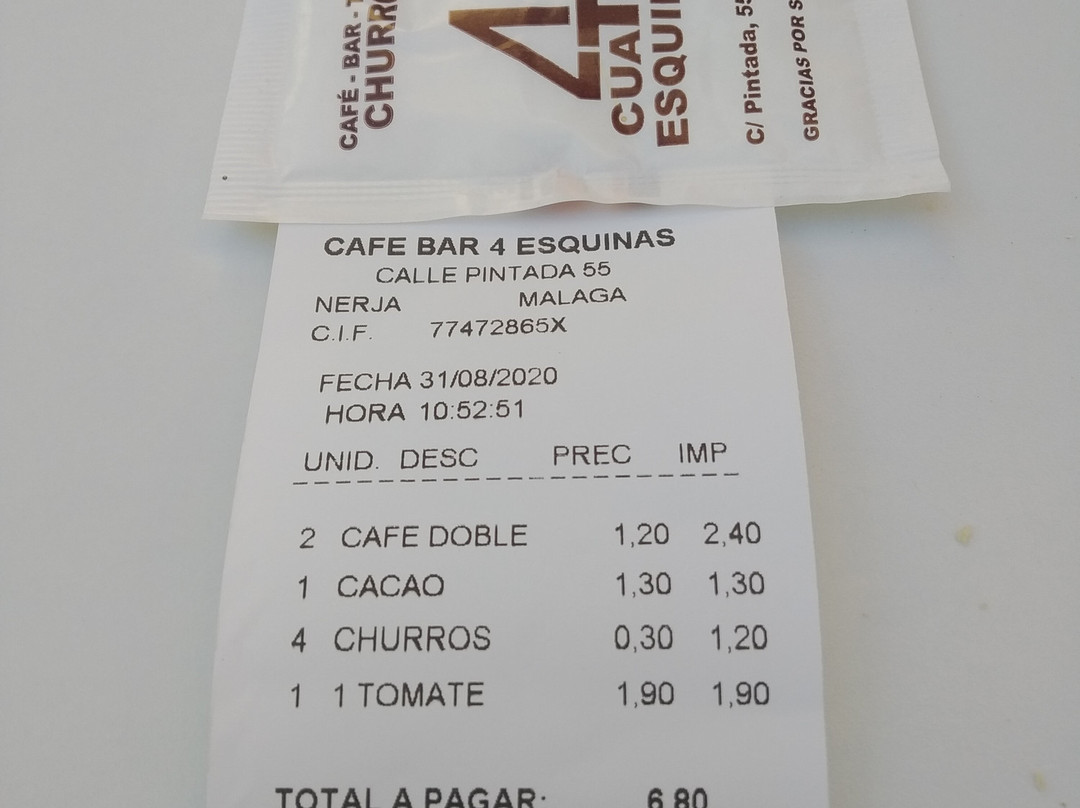 CAFÉ - BAR - T
CHURR
4
CUAT
ESQUI
C/ Pintada, 55
GRACIAS POR S
CAFE BAR 4 ESQUINAS
CALLE PINTADA 55
NERJA MALAGA
C.I.F. 77472865X
FECHA 31/08/2020
HORA 10:52:51
UNID. DESC PREC IMP
2 CAFE DOBLE 1,20 2,40
1 CACAO 1,30 1,30
4 CHURROS 0,30 1,20
1 1 TOMATE 1,90 1,90
TOTAL A PAGAR: 6,80